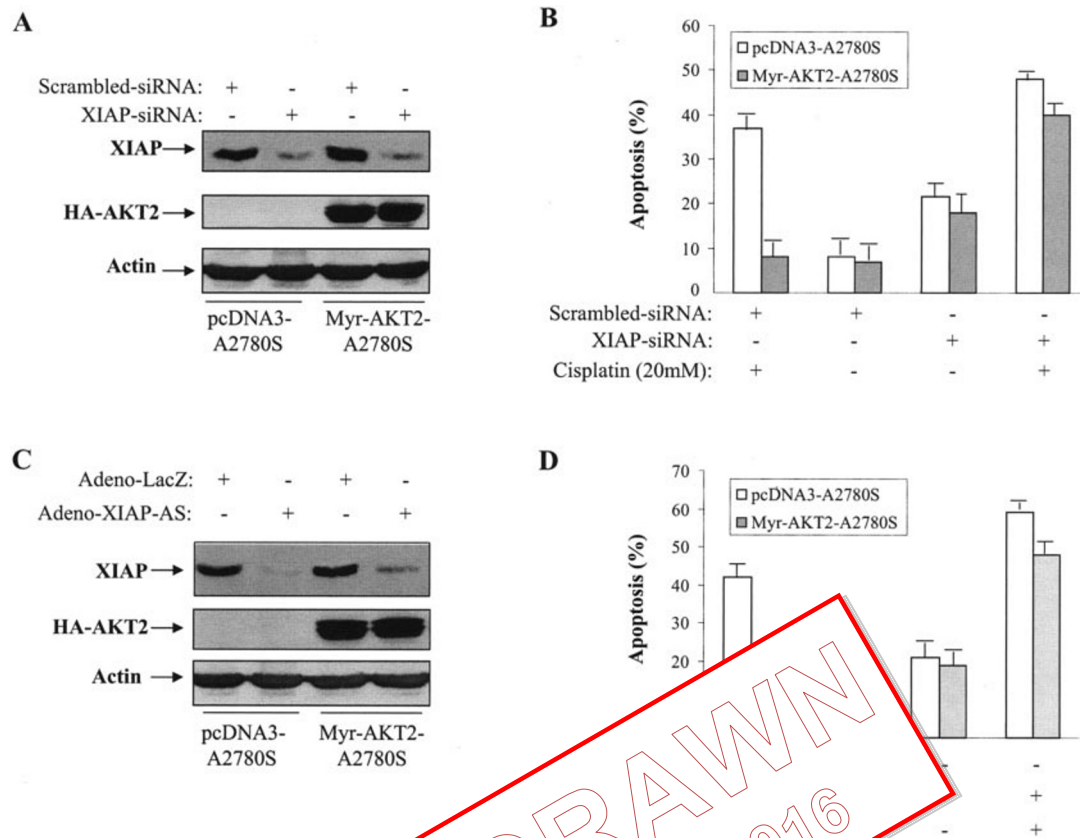 A
Scrambled-siRNA: + - + -
XIAP-siRNA: - + - +
XIAP
HA-AKT2
Actin
pcDNA3-
A2780S
Myr-AKT2-
A2780S
B
60
50
40
30
20
10
0
Apoptosis (%)
pcDNA3-A2780S
Myr-AKT2-A2780S
Scrambled-siRNA: + + - -
XIAP-siRNA: - - + +
Cisplatin (20mM): + - - +
C
Adeno-LacZ: + - + -
Adeno-XIAP-AS: - + - +
XIAP
HA-AKT2
Actin
pcDNA3-
A2780S
Myr-AKT2-
A2780S
D
70
60
50
40
30
20
Apoptosis (%)
pcDNA3-A2780S
Myr-AKT2-A2780S
- -
+
- +